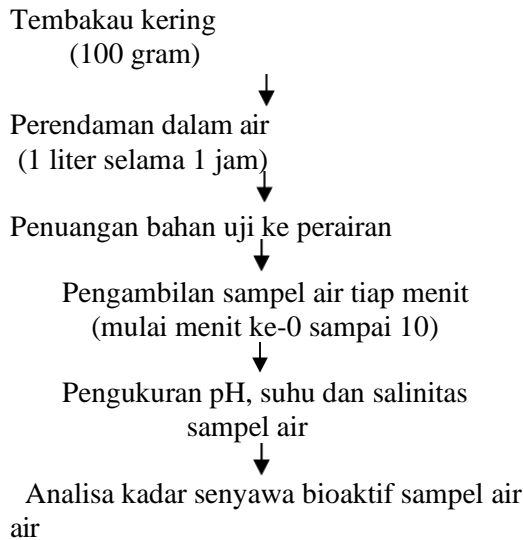 Tembakau kering
(100 gram)
Perendaman dalam air
(1 liter selama 1 jam)
Penuangan bahan uji ke perairan
Pengambilan sampel air tiap menit
(mulai menit ke-0 sampai 10)
Pengukuran pH, suhu dan salinitas
sampel air
Analisa kadar senyawa bioaktif sampel air
air